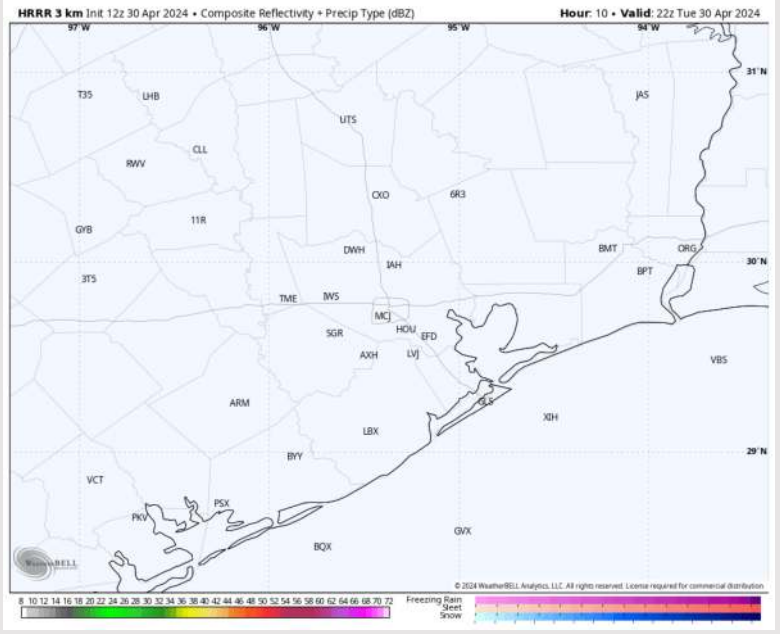 HRRR 3 km Init 12z 30 Apr 2024 • Composite Reflectivity + Precip Type (dBZ) Hour: 10 • Valid: 22z Tue 30 Apr 2024
97°W 96°W 95°W 94°W
31°N
T35 LHB JAS
UTS
CLL
RWV
CXO 6R3
11R
GYB
DWH BMT ORG
IAH 30°N
3T5 BPT
TME IWS
MCJ
SGR HOU EFD
AXH LVJ VBS
ARM GLS
XIH
LBX
BYY 29°N
VCT
PSX
PKV
GVX
BQX
WeatherBELL
© 2024 WeatherBELL Analytics, LLC. All rights reserved. License required for commercial distribution
8 10 12 14 16 18 20 22 24 26 28 30 32 34 36 38 40 42 44 46 48 50 52 54 56 58 60 62 64 66 68 70 72
Freezing Rain
Sleet
Snow